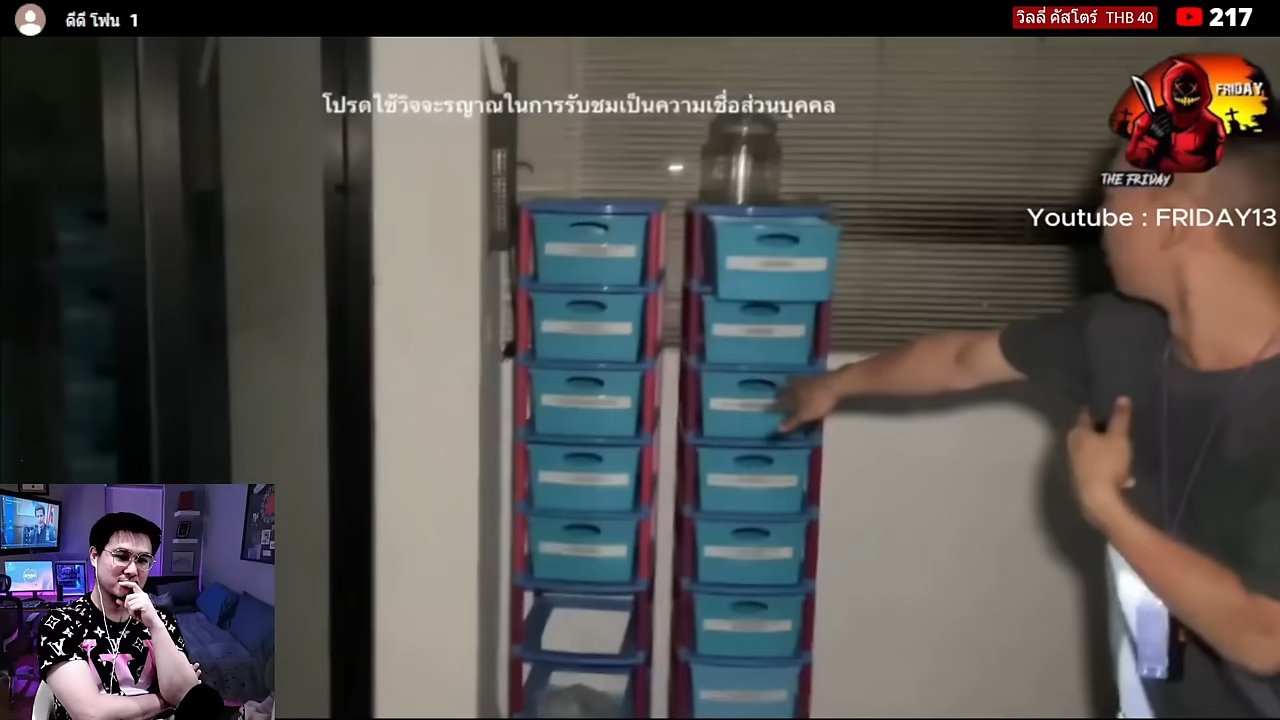 ดีดี โฟน 1
วิลลี่ คัสโตร์ THB 40
217
โปรดใช้วิจจะรญาณในการรับชมเป็นความเชื่อส่วนบุคคล
FRIDAY
THE FRIDAY
Youtube : FRIDAY13